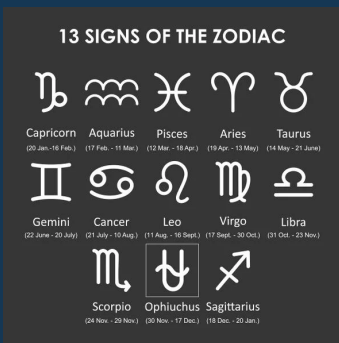 13 SIGNS OF THE ZODIAC
Capricorn Aquarius Pisces Aries Taurus
(20 Jan.-16 Feb.) (17 Feb. - 11 Mar.) (12 Mar. - 18 Apr.) (19 Apr. - 13 May) (14 May - 21 June)
Gemini Cancer Leo Virgo Libra
(22 June - 20 July) (21 July - 10 Aug.) (11 Aug. - 16 Sept.) (17 Sept. - 30 Oct.) (31 Oct. - 23 Nov.)
Scorpio Ophiuchus Sagittarius
(24 Nov. - 29 Nov.) (30 Nov. - 17 Dec.) (18 Dec. - 20 Jan.)